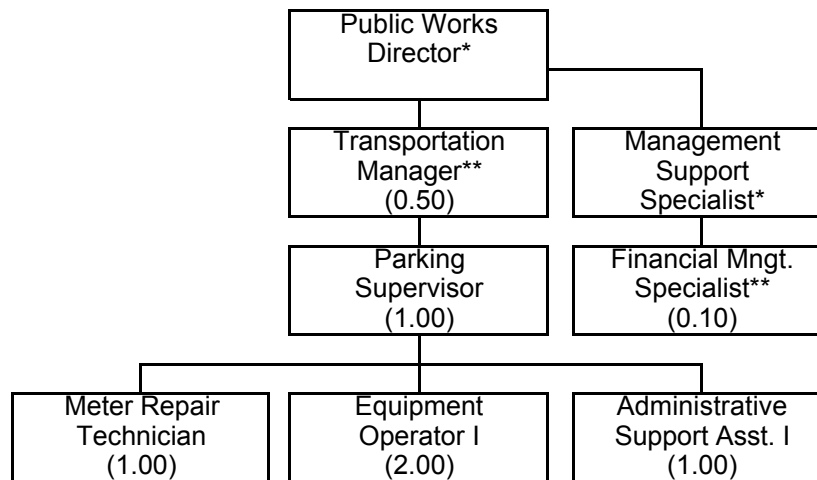 Public Works
Director*
Transportation
Manager**
(0.50)
Management
Support
Specialist*
Parking
Supervisor
(1.00)
Financial Mngt.
Specialist**
(0.10)
Meter Repair
Technician
(1.00)
Equipment
Operator I
(2.00)
Administrative
Support Asst. I
(1.00)